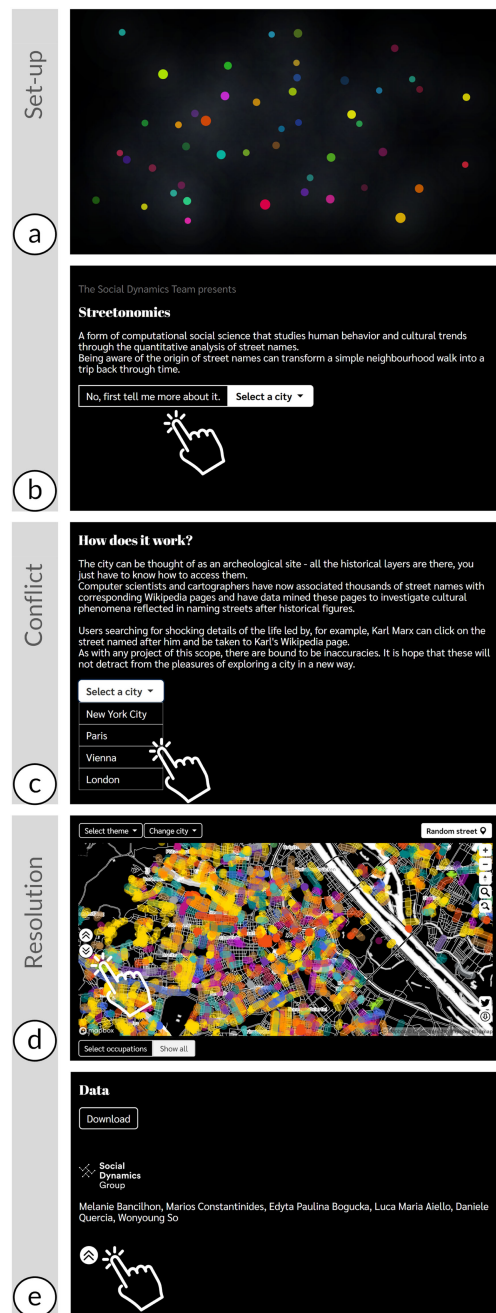 Set-up
a
The Social Dynamics Team presents
Streetonomics
A form of computational social science that studies human behavior and cultural trends
through the quantitative analysis of street names.
Being aware of the origin of street names can transform a simple neighbourhood walk into a
trip back through time.
No, first tell me more about it. Select a city
b
Conflict
How does it work?
The city can be thought of as an archeological site - all the historical layers are there, you
just have to know how to access them.
Computer scientists and cartographers have now associated thousands of street names with
corresponding Wikipedia pages and have data mined these pages to investigate cultural
phenomena reflected in naming streets after historical figures.
Users searching for shocking details of the life led by, for example, Karl Marx can click on the
street named after him and be taken to Karl's Wikipedia page.
As with any project of this scope, there are bound to be inaccuracies. It is hope that these will
not detract from the pleasures of exploring a city in a new way.
Select a city
New York City
Paris
Vienna
London
c
Resolution
Select theme Change city Random street
mapbox
Select occupations Show all
d
Data
Download
Social
Dynamics
Group
Melanie Bancilhon, Marios Constantinides, Edyta Paulina Bogucka, Luca Maria Aiello, Daniele
Quercia, Wonyoung So
e